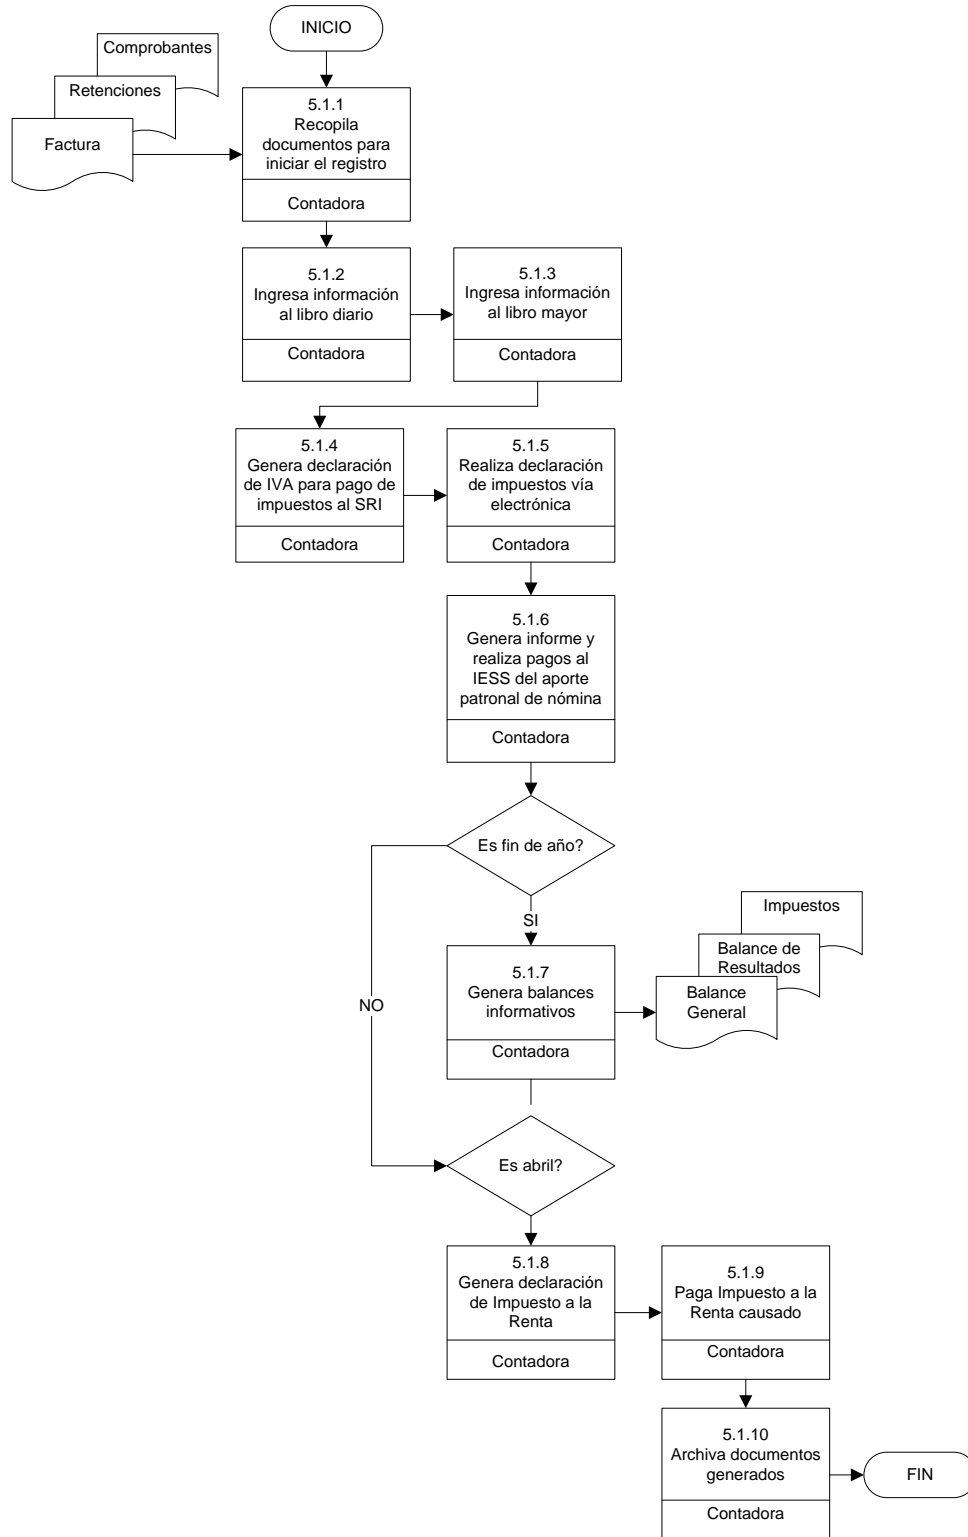 INICIO
Comprobantes
Retenciones
Factura
5.1.1
Recopila
documentos para
iniciar el registro
Contadora
5.1.2
Ingresa información
al libro diario
Contadora
5.1.3
Ingresa información
al libro mayor
Contadora
5.1.4
Genera declaración
de IVA para pago de
impuestos al SRI
Contadora
5.1.5
Realiza declaración
de impuestos vía
electrónica
Contadora
5.1.6
Genera informe y
realiza pagos al
IESS del aporte
patronal de nómina
Contadora
Es fin de año?
SI
NO
5.1.7
Genera balances
informativos
Contadora
Impuestos
Balance de
Resultados
Balance
General
Es abril?
5.1.8
Genera declaración
de Impuesto a la
Renta
Contadora
5.1.9
Paga Impuesto a la
Renta causado
Contadora
5.1.10
Archiva documentos
generados
Contadora
FIN